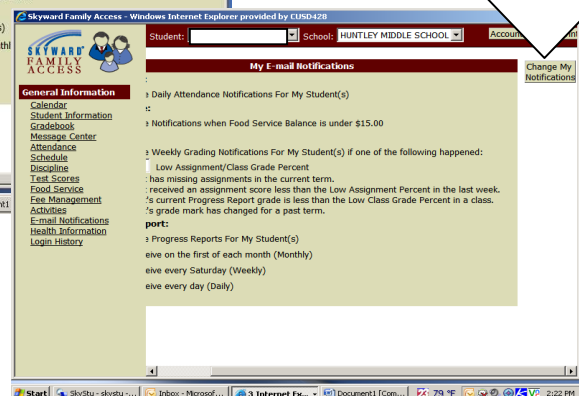 Skyward Family Access - Windows Internet Explorer provided by CUSD428
Student:
School: HUNTLEY MIDDLE SCHOOL
Accoun
SKYWARD
FAMILY
ACCESS
My E-mail Notifications
Change My
Notifications
General Information
Calendar
Student Information
Gradebook
Message Center
Attendance
Schedule
Discipline
Test Scores
Food Service
Fee Management
Activities
E-mail Notifications
Health Information
Login History
e Daily Attendance Notifications For My Student(s)
e:
e Notifications when Food Service Balance is under $15.00
e Weekly Grading Notifications For My Student(s) if one of the following happened:
Low Assignment/Class Grade Percent
has missing assignments in the current term.
received an assignment score less than the Low Assignment Percent in the last week.
's current Progress Report grade is less than the Low Class Grade Percent in a class.
's grade mark has changed for a past term.
port:
e Progress Reports For My Student(s)
eive on the first of each month (Monthly)
eive every Saturday (Weekly)
eive every day (Daily)
Start
SkyStu - skystu -...
Inbox - Microsof...
3 Internet Ex...
Document1 [Com...
79 °F
2:22 PM